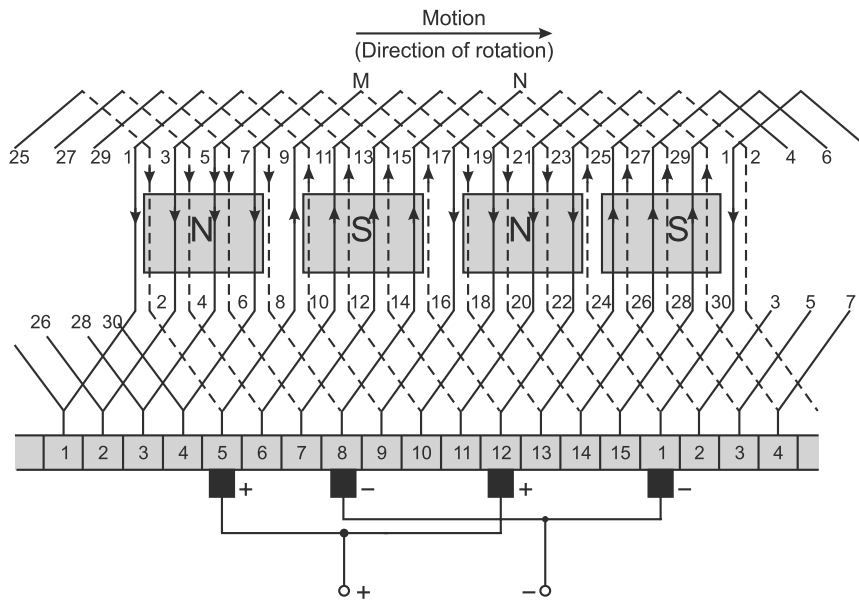 Motion
(Direction of rotation)
M N
25 27 29 1 3 5 7 9 11 13 15 17 19 21 23 25 27 29 1 2 4 6
N S N S
26 28 30 2 4 6 8 10 12 14 16 18 20 22 24 26 28 30 3 5 7
1 2 3 4 5 6 7 8 9 10 11 12 13 14 15 1 2 3 4
+ − + −
+ −